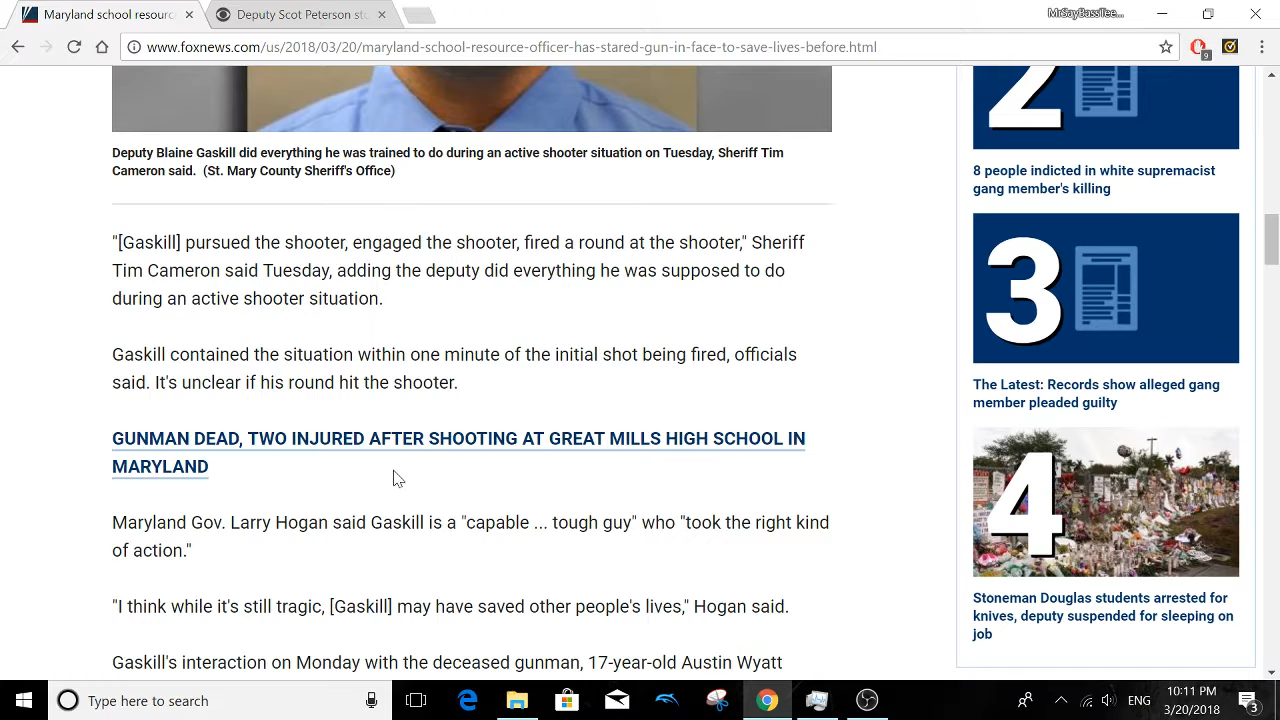 Maryland school resour
Deputy Scot Peterson st
MrSayBassTee...
www.foxnews.com/us/2018/03/20/maryland-school-resource-officer-has-stared-gun-in-face-to-save-lives-before.html
9
Deputy Blaine Gaskill did everything he was trained to do during an active shooter situation on Tuesday, Sheriff Tim
Cameron said. (St. Mary County Sheriff's Office)
"[Gaskill] pursued the shooter, engaged the shooter, fired a round at the shooter," Sheriff
Tim Cameron said Tuesday, adding the deputy did everything he was supposed to do
during an active shooter situation.
Gaskill contained the situation within one minute of the initial shot being fired, officials
said. It's unclear if his round hit the shooter.
GUNMAN DEAD, TWO INJURED AFTER SHOOTING AT GREAT MILLS HIGH SCHOOL IN
MARYLAND
Maryland Gov. Larry Hogan said Gaskill is a "capable ... tough guy" who "took the right kind
of action."
"I think while it's still tragic, [Gaskill] may have saved other people's lives," Hogan said.
Gaskill's interaction on Monday with the deceased gunman, 17-year-old Austin Wyatt
2
8 people indicted in white supremacist
gang member's killing
3
The Latest: Records show alleged gang
member pleaded guilty
4
Stoneman Douglas students arrested for
knives, deputy suspended for sleeping on
job
Type here to search
ENG
10:11 PM
3/20/2018
3